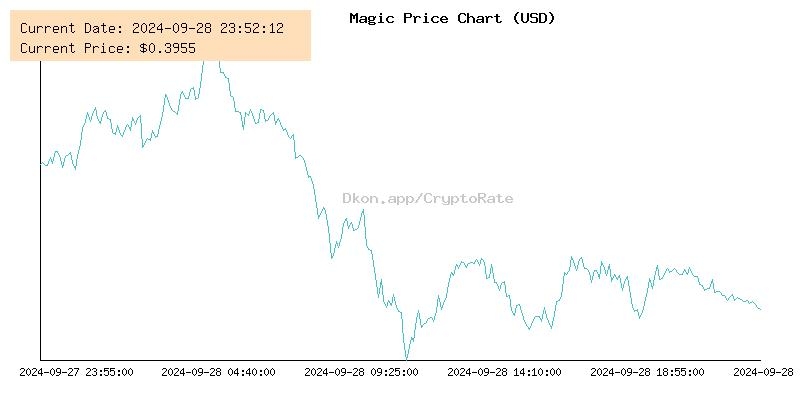 Magic Price Chart (USD)
Current Date: 2024-09-28 23:52:12
Current Price: $0.3955
Dkon.app/CryptoRate
2024-09-27 23:55:00 2024-09-28 04:40:00 2024-09-28 09:25:00 2024-09-28 14:10:00 2024-09-28 18:55:00 2024-09-28